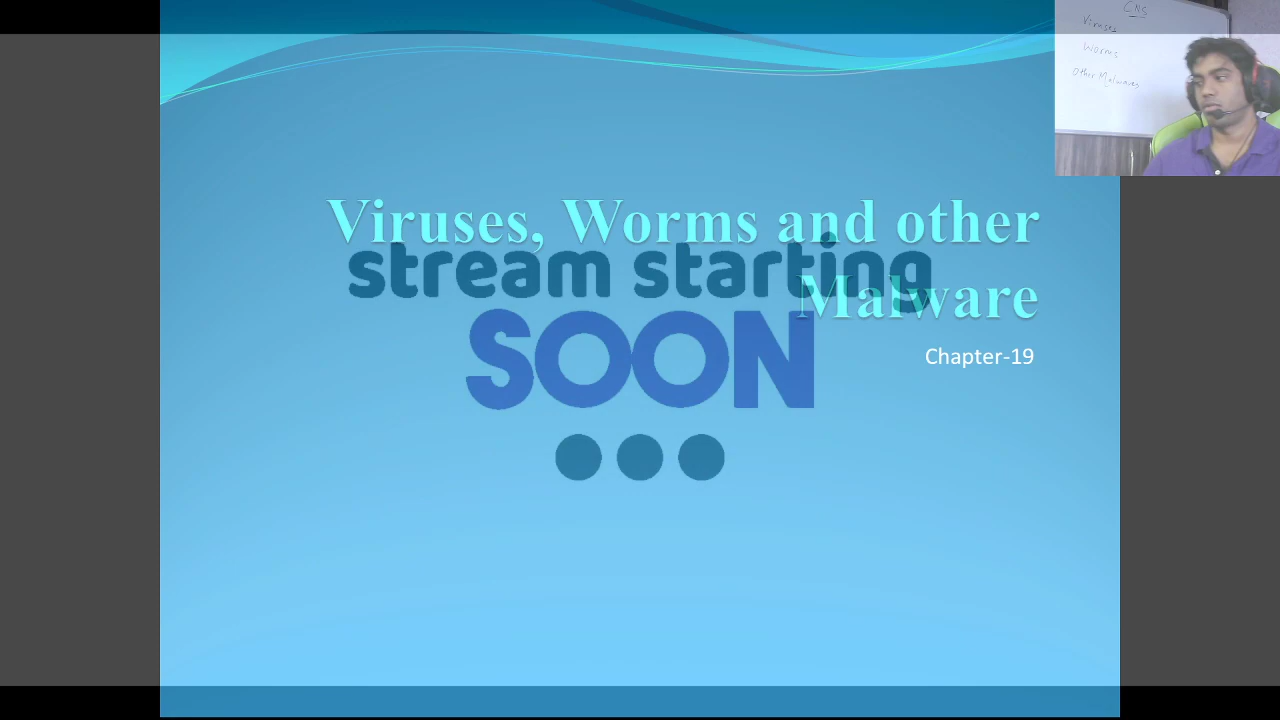 CNS
Viruses
Worms
Other Malwares
Viruses, Worms and other
Malware
stream starting
SOON
Chapter-19